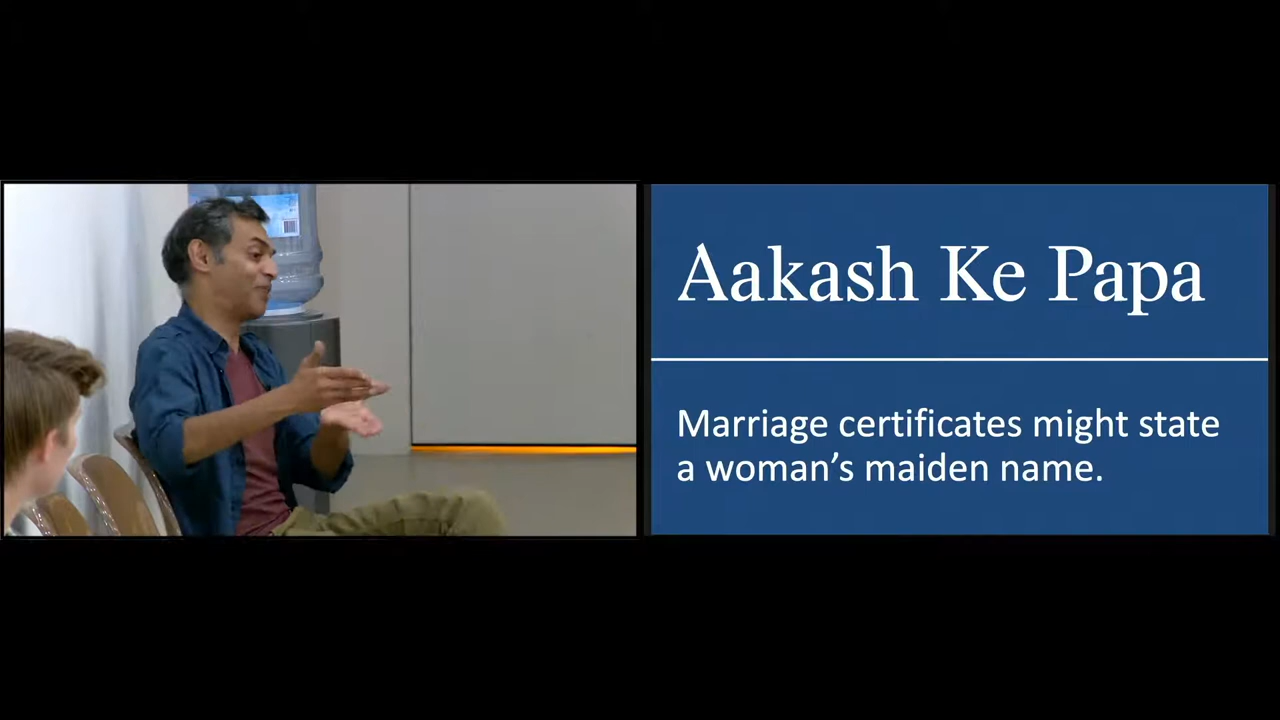 Aakash Ke Papa
Marriage certificates might state
a woman’s maiden name.